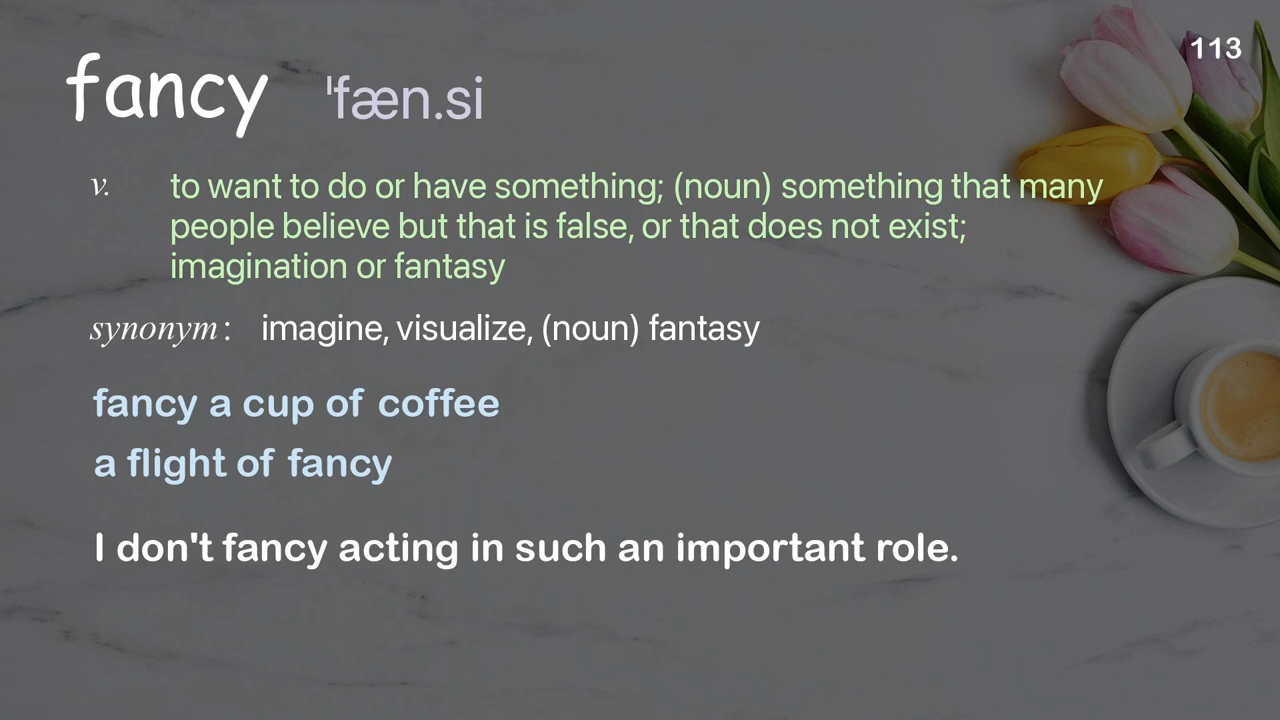 113
fancy ˈfæn.si
v. to want to do or have something; (noun) something that many
people believe but that is false, or that does not exist;
imagination or fantasy
synonym: imagine, visualize, (noun) fantasy
fancy a cup of coffee
a flight of fancy
I don't fancy acting in such an important role.